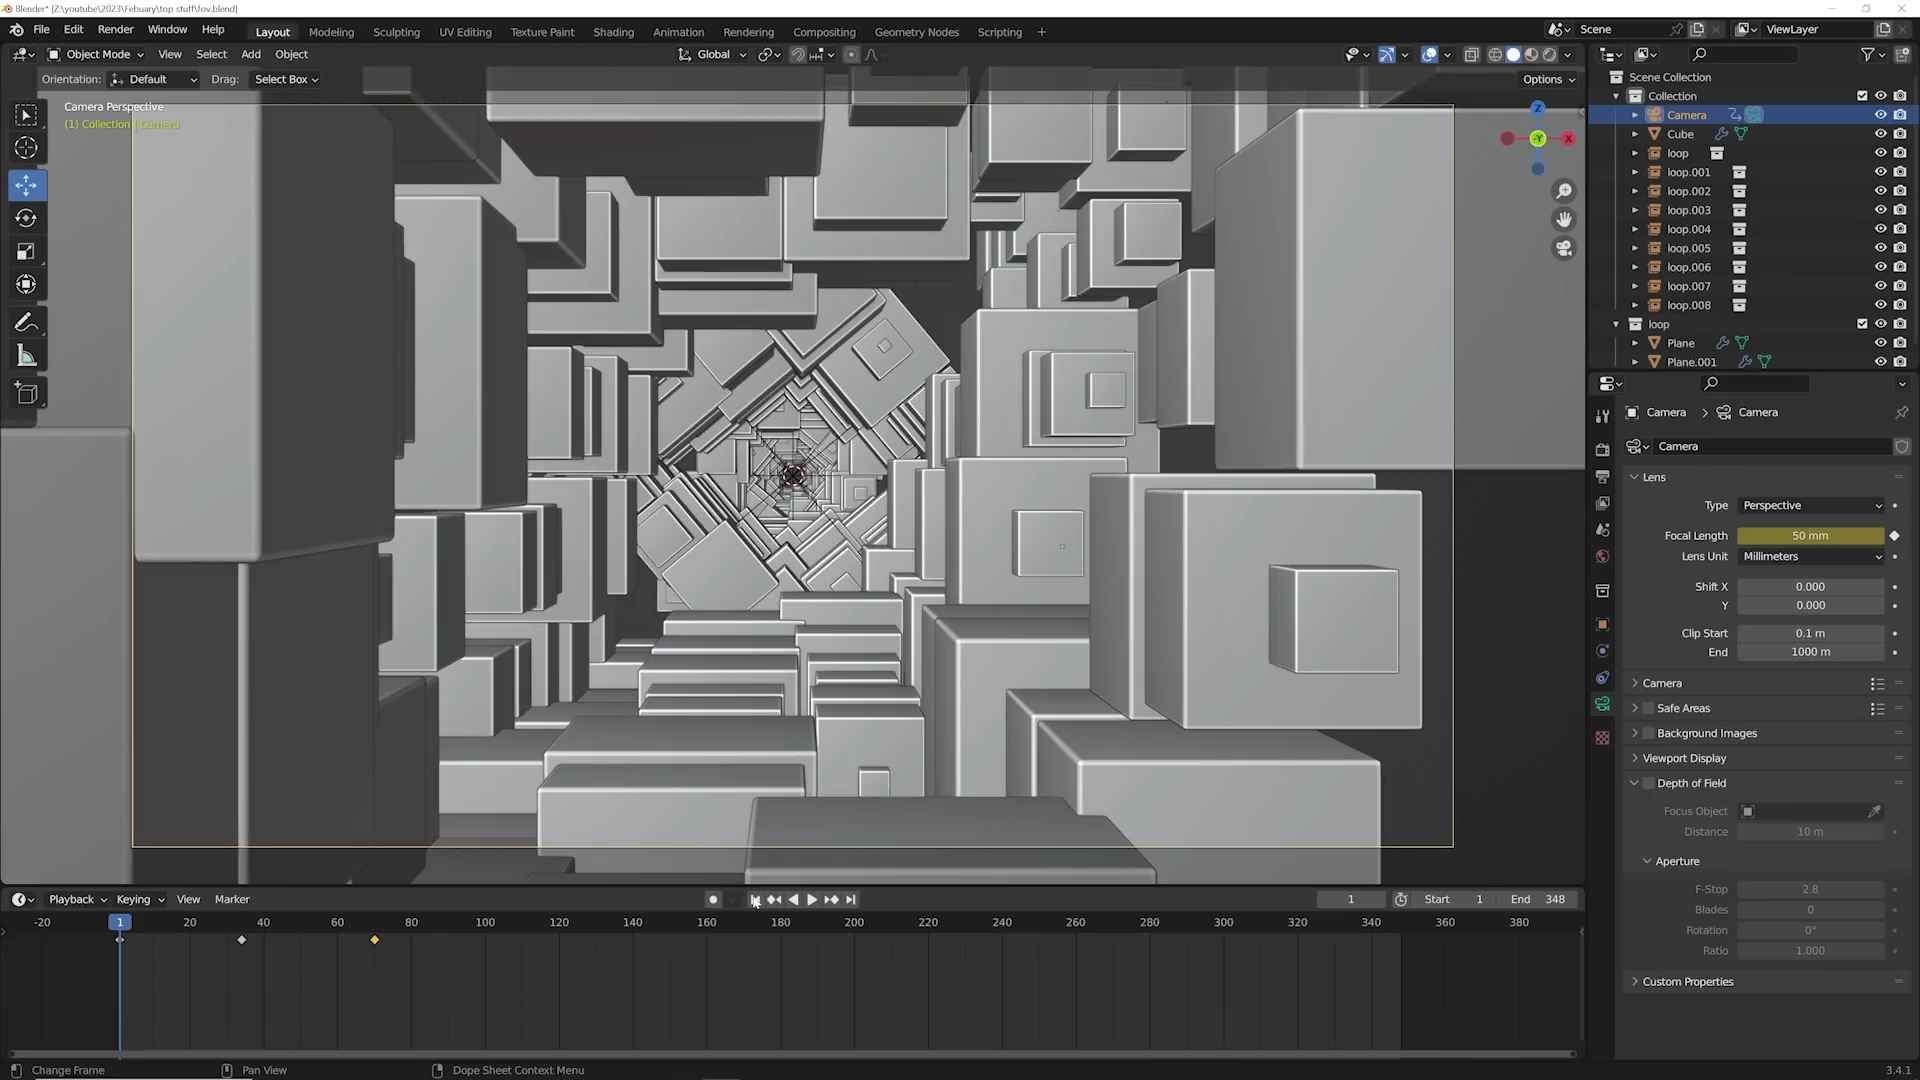 Blender* [Z:\youtube\2023\Febuary\top stuff\fov.blend]
File Edit Render Window Help Layout Modeling Sculpting UV Editing Texture Paint Shading Animation Rendering Compositing Geometry Nodes Scripting + Scene ViewLayer
Object Mode View Select Add Object Global
Orientation: Default Drag: Select Box Options
Camera Perspective
(1) Collection | Camera
Z
Y
X
Scene Collection
Collection
Camera
Cube
loop
loop.001
loop.002
loop.003
loop.004
loop.005
loop.006
loop.007
loop.008
loop
Plane
Plane.001
Camera > Camera
Camera
Lens
Type Perspective
Focal Length 50 mm
Lens Unit Millimeters
Shift X 0.000
Y 0.000
Clip Start 0.1 m
End 1000 m
Camera
Safe Areas
Background Images
Viewport Display
Depth of Field
Focus Object
Distance 10 m
Aperture
F-Stop 2.8
Blades 0
Rotation 0°
Ratio 1.000
Custom Properties
Playback Keying View Marker 1 Start 1 End 348
-20 1 20 40 60 80 100 120 140 160 180 200 220 240 260 280 300 320 340 360 380
Change Frame Pan View Dope Sheet Context Menu 3.4.1